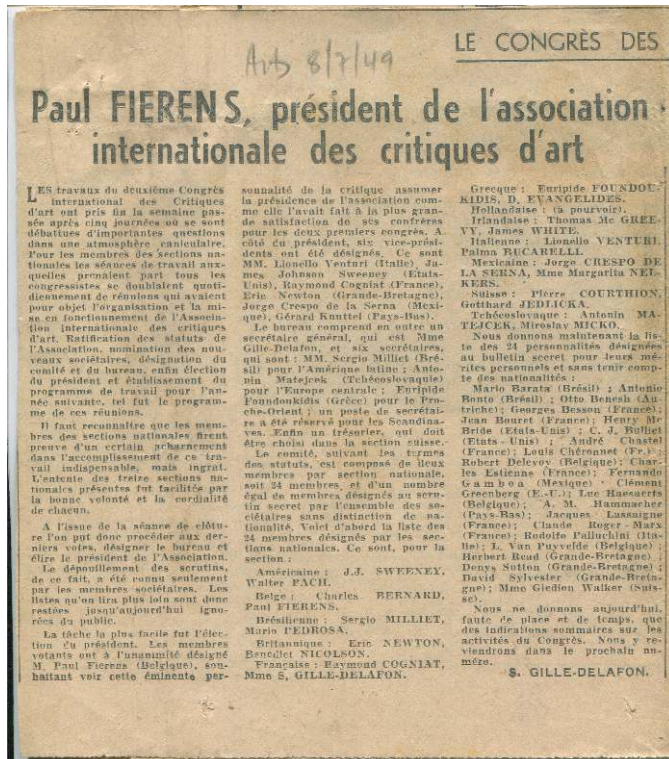 LE CONGRÈS DES
Arts 8/7/49
Paul FIERENS, président de l'association
internationale des critiques d'art
LES travaux du deuxième Congrès
international des Critiques
d'art ont pris fin la semaine pas-
sée après cinq journées où se sont
débattues d'importantes questions
dans une atmosphère caniculaire.
Pour les membres des sections na-
tionales les séances de travail aux-
quelles prenaient part tous les
congressistes se doublaient quoti-
diennement de réunions qui avaient
pour objet l'organisation et la mi-
se en fonctionnement de l'Associa-
tion internationale des critiques
d'art. Ratification des statuts de
l'Association, nomination des nou-
veaux sociétaires, désignation du
comité et du bureau, enfin élection
du président et établissement du
programme de travail pour l'an-
née suivante, tel fut le program-
me de ces réunions.
Il faut reconnaître que les mem-
bres des sections nationales firent
preuve d'un certain acharnement
dans l'accomplissement de ce tra-
vail indispensable, mais ingrat.
L'entente des treize sections na-
tionales présentes fut facilitée par
la bonne volonté et la cordialité
de chacun.
A l'issue de la séance de clôtu-
re l'on put donc procéder aux der-
niers votes, désigner le bureau et
élire le président de l'Association.
Le dépouillement des scrutins,
de ce fait, a été connu seulement
par les membres sociétaires. Les
listes qu'on lira plus loin sont donc
restées jusqu'aujourd'hui igno-
rées du public.
La tâche la plus facile fut l'élec-
tion du président. Les membres
votants ont à l'unanimité désigné
M. Paul Fierens (Belgique), sou-
haitant voir cette éminente per-
sonnalité de la critique assumer
la présidence de l'association com-
me elle l'avait fait à la plus gran-
de satisfaction de ses confrères
pour les deux premiers congrès. A
côté du président, six vice-prési-
dents ont été désignés. Ce sont
MM. Lionello Venturi (Italie), Ja-
mes Johnson Sweeney (Etats-
Unis), Raymond Cogniat (France),
Eric Newton (Grande-Bretagne),
Jorge Crespo de la Serna (Mexi-
que), Gérard Knuttel (Pays-Bas).
Le bureau comprend en outre un
secrétaire général, qui est Mme
Gille-Delafon, et six secrétaires,
qui sont : MM. Sergio Milliet (Bré-
sil) pour l'Amérique latine ; Anto-
nin Matejcek (Tchécoslovaquie)
pour l'Europe centrale ; Euripide
Foundoukidis (Grèce) pour le Pro-
che-Orient ; un poste de secrétai-
re a été réservé pour les Scandina-
ves. Enfin un trésorier, qui doit
être choisi dans la section suisse.
Le comité, suivant les termes
des statuts, est composé de deux
membres par section nationale,
soit 24 membres, et d'un nombre
égal de membres désignés au scru-
tin secret par l'ensemble des so-
ciétaires sans distinction de na-
tionalité. Voici d'abord la liste des
24 membres désignés par les sec-
tions nationales. Ce sont, pour la
section :
Américaine : J.J. SWEENEY,
Walter PACH.
Belge : Charles BERNARD,
Paul FIERENS.
Brésilienne : Sergio MILLIET,
Mario PEDROSA.
Britannique : Eric NEWTON,
Benedict NICOLSON.
Française : Raymond COGNIAT,
Mme S. GILLE-DELAFON.
Grecque : Euripide FOUNDOU-
KIDIS, D. EVANGELIDES.
Hollandaise : (à pourvoir).
Irlandaise : Thomas Mc GREE-
VY, James WHITE.
Italienne : Lionello VENTURI,
Palma BUCARELLI.
Mexicaine : Jorge CRESPO DE
LA SERNA, Mme Margarita NEL-
KERS.
Suisse : Pierre COURTHION,
Gotthard JEDLICKA.
Tchécoslovaque : Antonin MA-
TEJCEK, Miroslav MICKO.
Nous donnons maintenant la lis-
te des 24 personnalités désignées
au bulletin secret pour leurs mé-
rites personnels et sans tenir comp-
te des nationalités :
Mario Barata (Brésil) ; Antonio
Bento (Brésil) ; Otto Benesh (Au-
triche) ; Georges Besson (France) ;
Jean Bouret (France) ; Henry Mc
Bride (Etats-Unis) ; C. J. Bulliet
(Etats - Unis) ; André Chastel
(France) ; Louis Chéronnet (Fr.) ;
Robert Delevoy (Belgique) ; Char-
les Estienne (France) ; Fernando
Gamboa (Mexique) Clément
Greenberg (E.-U.) ; Luc Haesaerts
(Belgique) ; A. M. Hammacher
(Pays-Bas) ; Jacques Lassaigne
(France) ; Claude Roger - Marx
(France) ; Rodolfo Palluchini (Ita-
lie) ; L. Van Puyvelde (Belgique) ;
Herbert Read (Grande-Bretagne) ;
Denys Sutton (Grande-Bretagne) ;
David Sylvester (Grande-Breta-
gne) ; Mme Giedion Walker (Suis-
se).
Nous ne donnons aujourd'hui,
faute de place et de temps, que
des indications sommaires sur les
activités du Congrès. Nous y re-
viendrons dans le prochain nu-
méro.
S. GILLE-DELAFON.